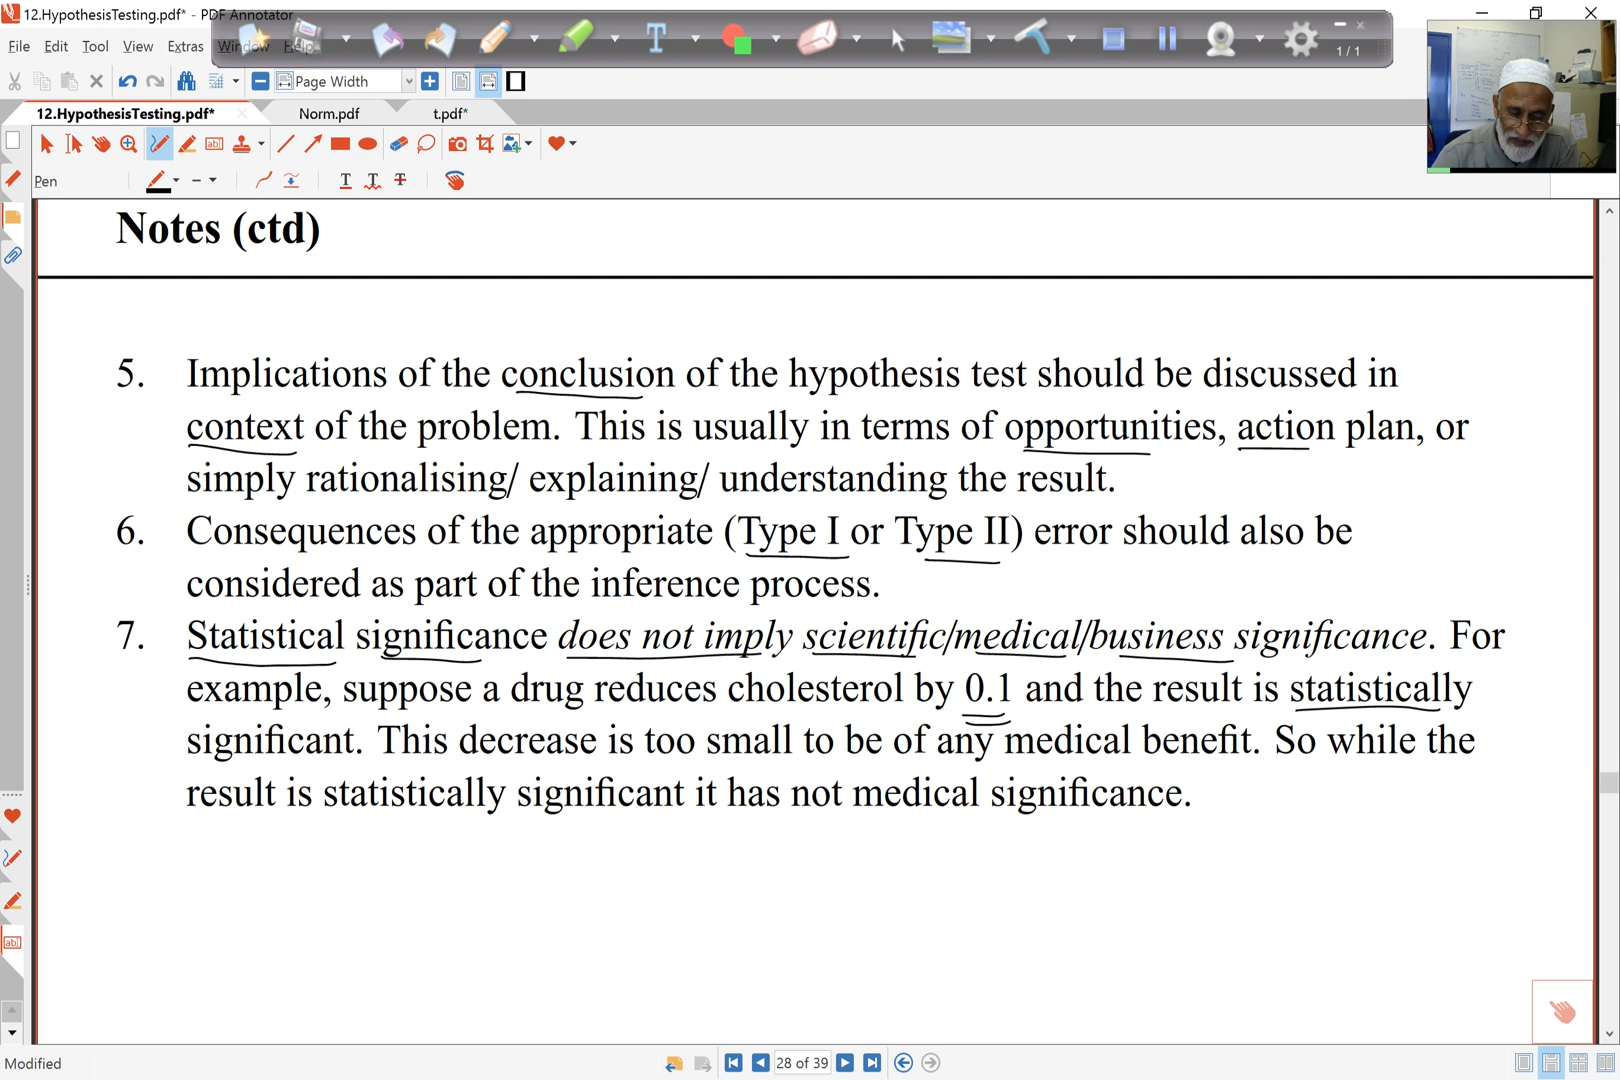 12.HypothesisTesting.pdf* - PDF Annotator
File Edit Tool View Extras Window Help
1 / 1
Page Width
12.HypothesisTesting.pdf* Norm.pdf t.pdf*
Pen
Notes (ctd)
5. Implications of the conclusion of the hypothesis test should be discussed in
context of the problem. This is usually in terms of opportunities, action plan, or
simply rationalising/ explaining/ understanding the result.
6. Consequences of the appropriate (Type I or Type II) error should also be
considered as part of the inference process.
7. Statistical significance does not imply scientific/medical/business significance. For
example, suppose a drug reduces cholesterol by 0.1 and the result is statistically
significant. This decrease is too small to be of any medical benefit. So while the
result is statistically significant it has not medical significance.
Modified
28 of 39